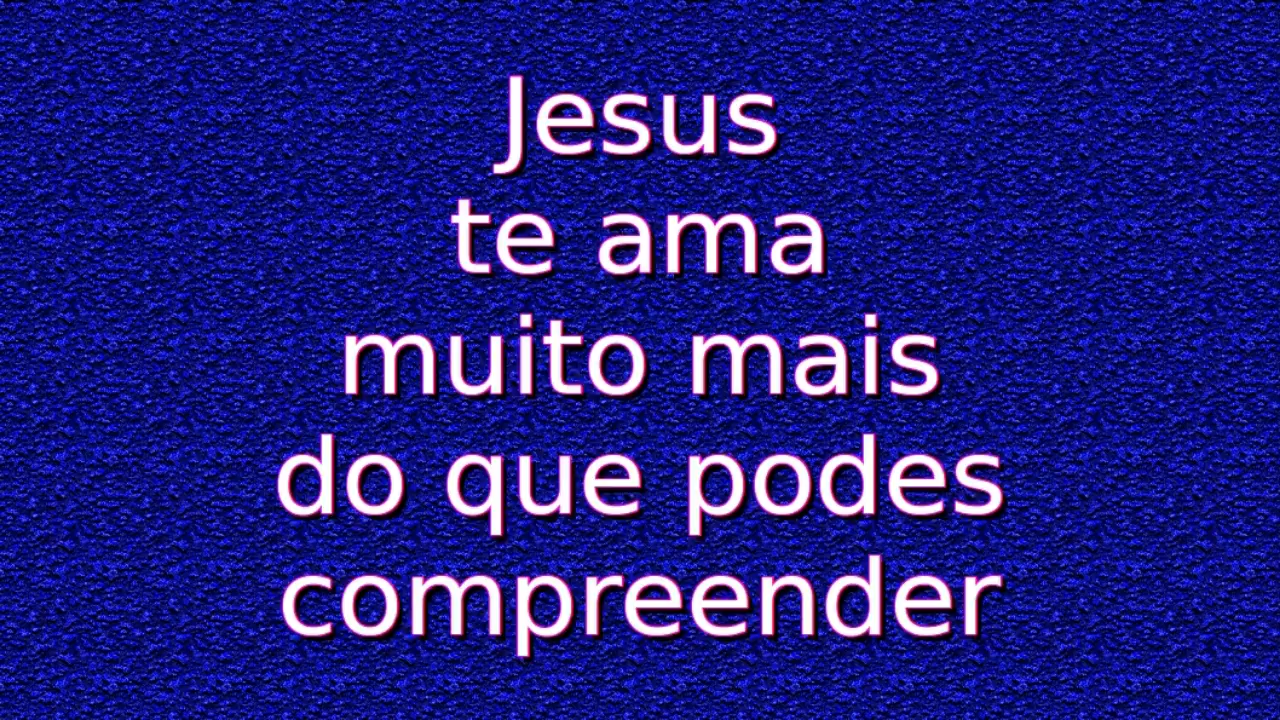 Jesus
te ama
muito mais
do que podes
compreender